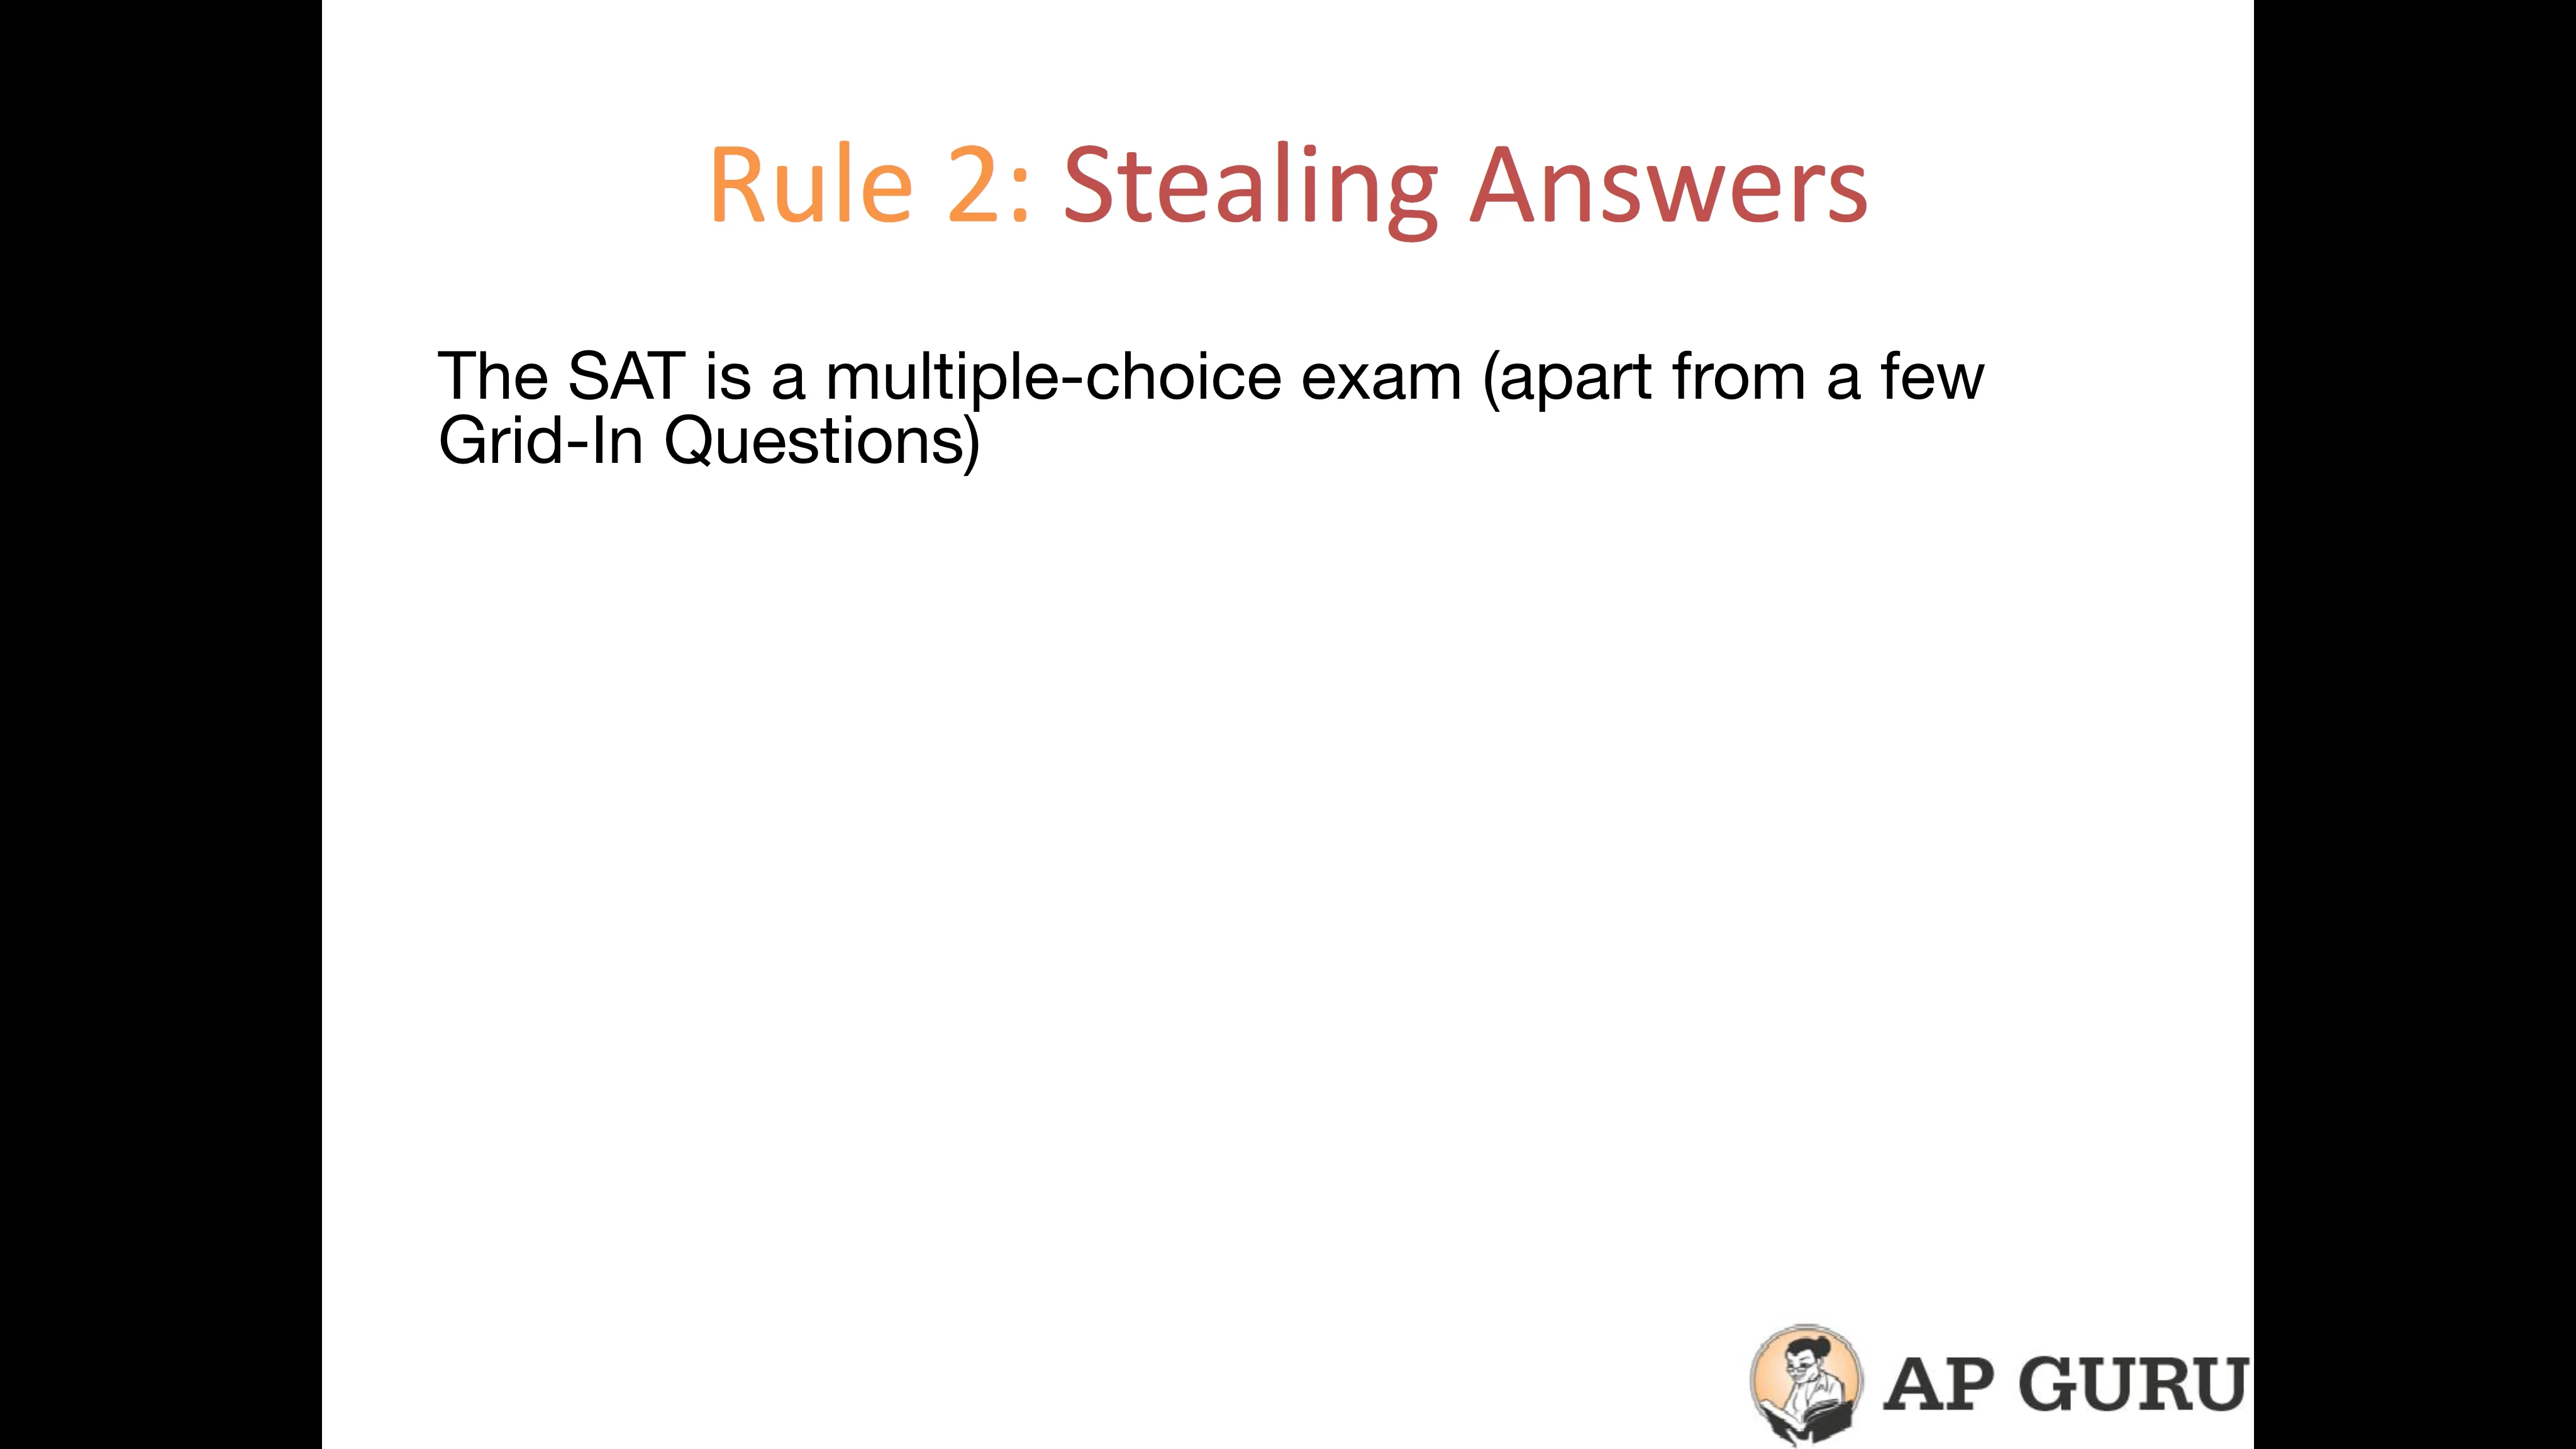 Rule 2: Stealing Answers
The SAT is a multiple-choice exam (apart from a few
Grid-In Questions)
AP GURU